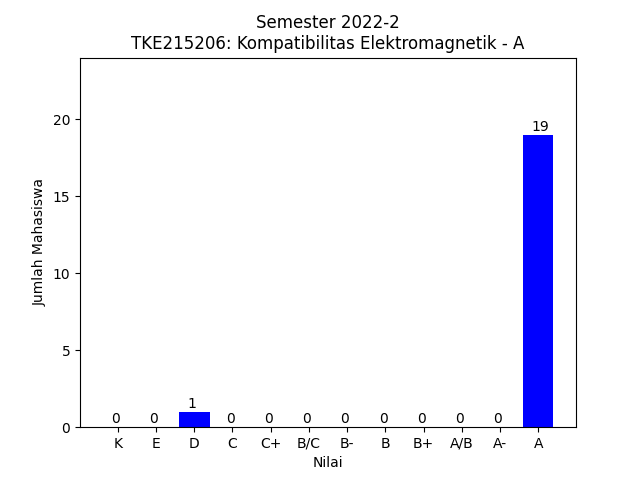 Semester 2022-2
TKE215206: Kompatibilitas Elektromagnetik - A
Jumlah Mahasiswa
20
15
10
5
0
0 0 1 0 0 0 0 0 0 0 0 19
K E D C C+ B/C B- B B+ A/B A- A
Nilai